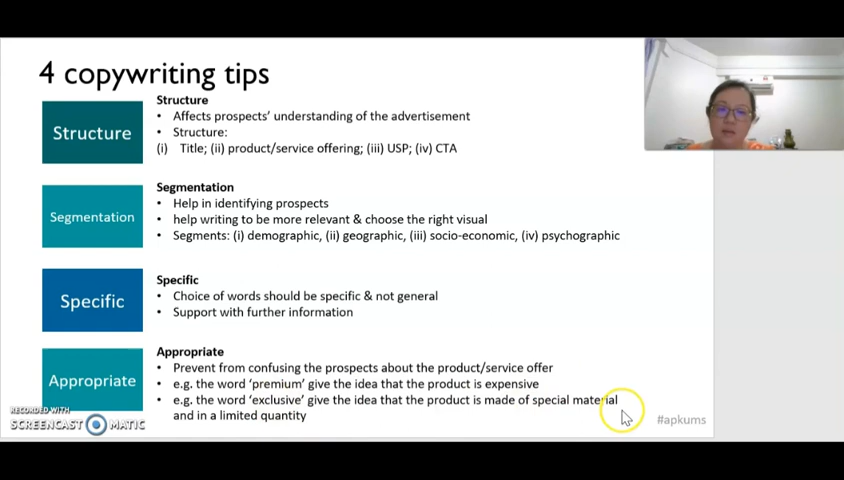 4 copywriting tips
Structure
Structure
• Affects prospects' understanding of the advertisement
• Structure:
(i) Title; (ii) product/service offering; (iii) USP; (iv) CTA
Segmentation
Segmentation
• Help in identifying prospects
• help writing to be more relevant & choose the right visual
• Segments: (i) demographic, (ii) geographic, (iii) socio-economic, (iv) psychographic
Specific
Specific
• Choice of words should be specific & not general
• Support with further information
Appropriate
Appropriate
• Prevent from confusing the prospects about the product/service offer
• e.g. the word 'premium' give the idea that the product is expensive
• e.g. the word 'exclusive' give the idea that the product is made of special material
and in a limited quantity
RECORDED WITH
SCREENCAST MATIC
#apkums